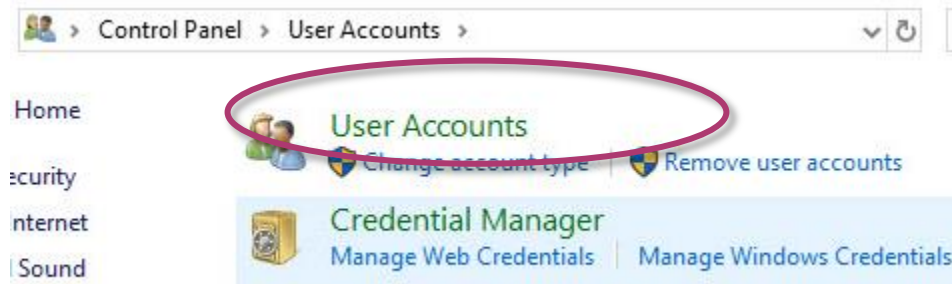 Control Panel > User Accounts >
Home
User Accounts
Change account type Remove user accounts
ecurity
nternet
Credential Manager
Manage Web Credentials Manage Windows Credentials
Sound